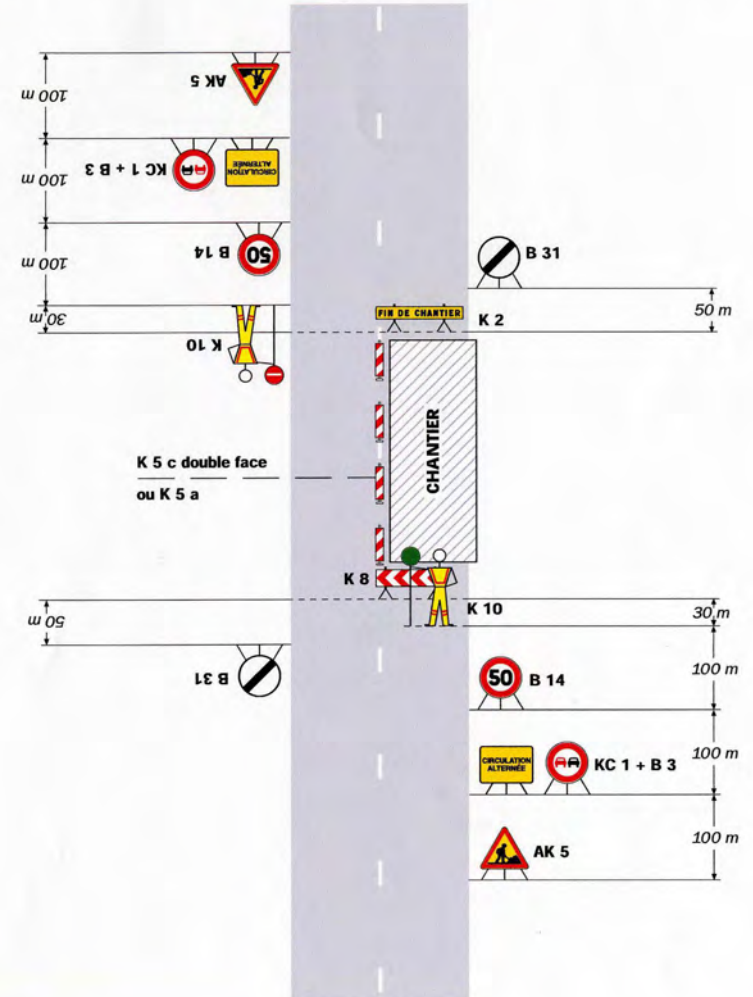 AK 5
100 m
KC 1 + B 3
CIRCULATION
ALTERNÉE
100 m
B 14
50
100 m
B 31
30 m
K 10
FIN DE CHANTIER
K 2
50 m
CHANTIER
K 5 c double face
ou K 5 a
K 8
K 10
30 m
50 m
B 31
50
B 14
100 m
CIRCULATION
ALTERNÉE
KC 1 + B 3
100 m
AK 5
100 m